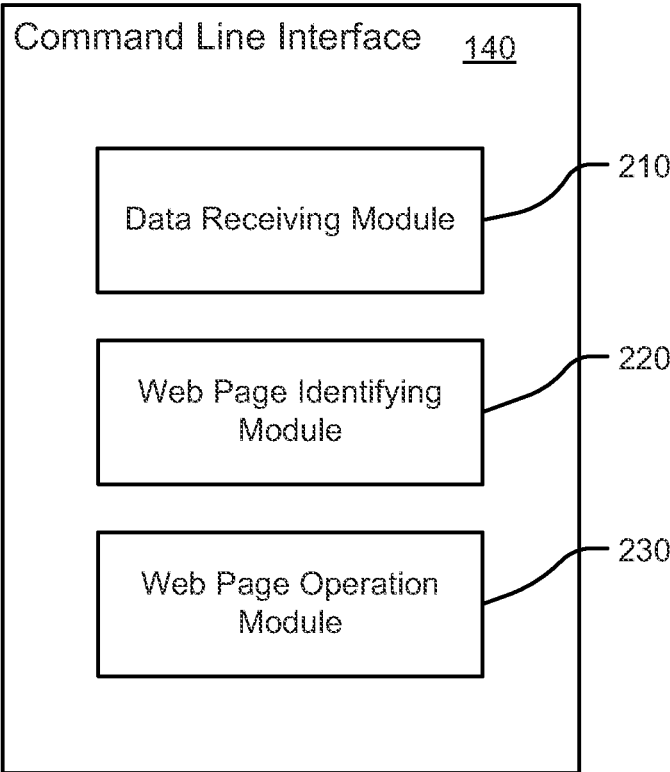 Command Line Interface 140
Data Receiving Module
210
Web Page Identifying
Module
220
Web Page Operation
Module
230